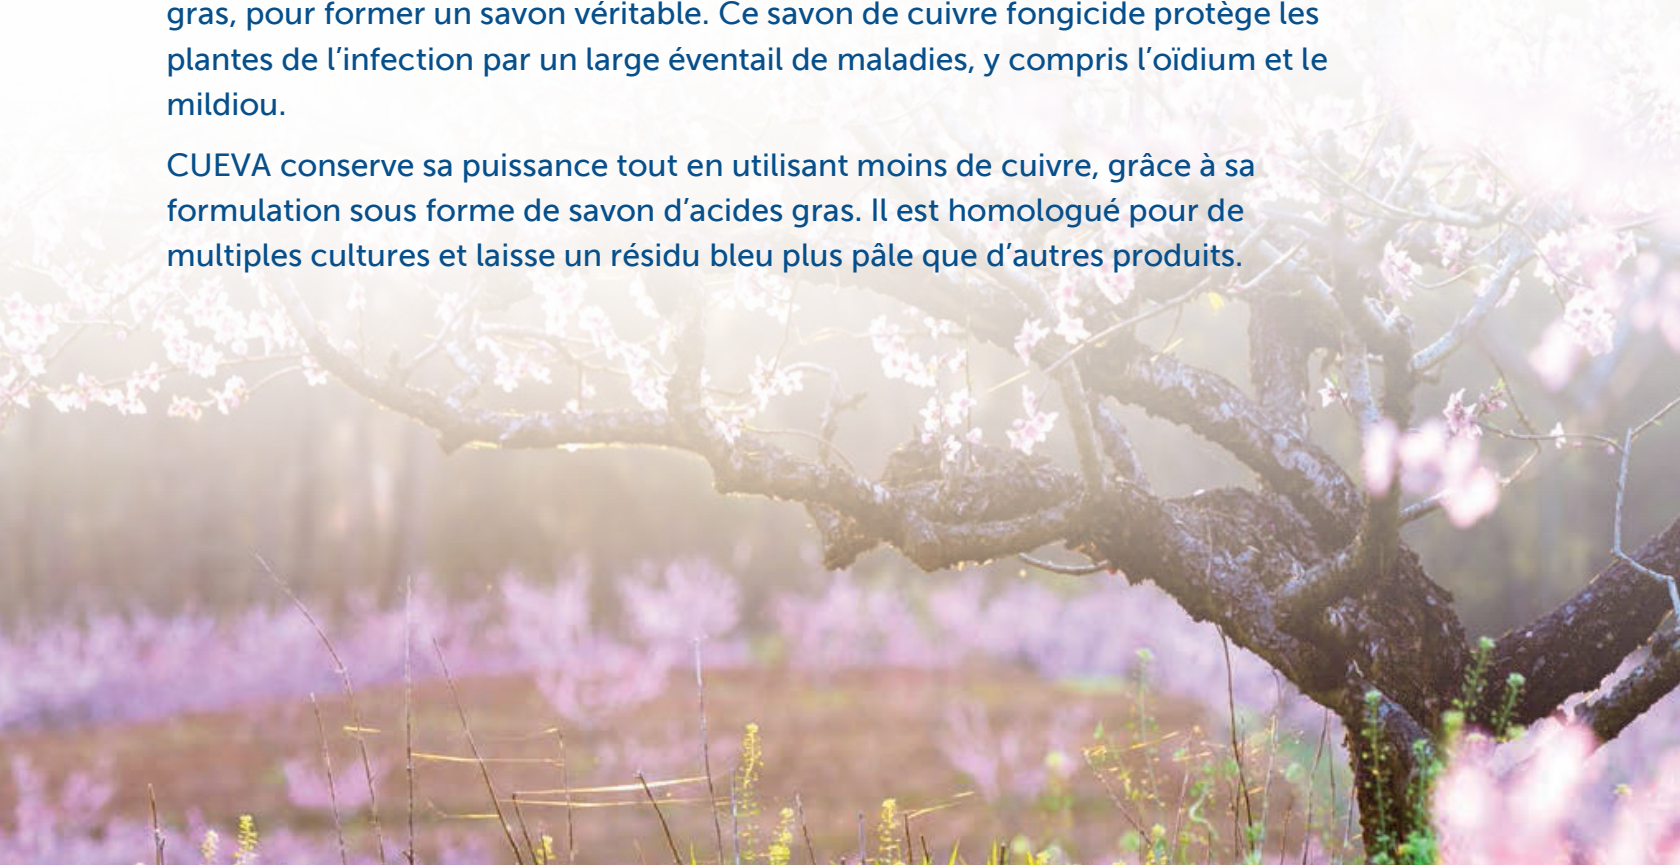 gras, pour former un savon véritable. Ce savon de cuivre fongicide protège les
plantes de l’infection par un large éventail de maladies, y compris l’oïdium et le
mildiou.
CUEVA conserve sa puissance tout en utilisant moins de cuivre, grâce à sa
formulation sous forme de savon d’acides gras. Il est homologué pour de
multiples cultures et laisse un résidu bleu plus pâle que d’autres produits.